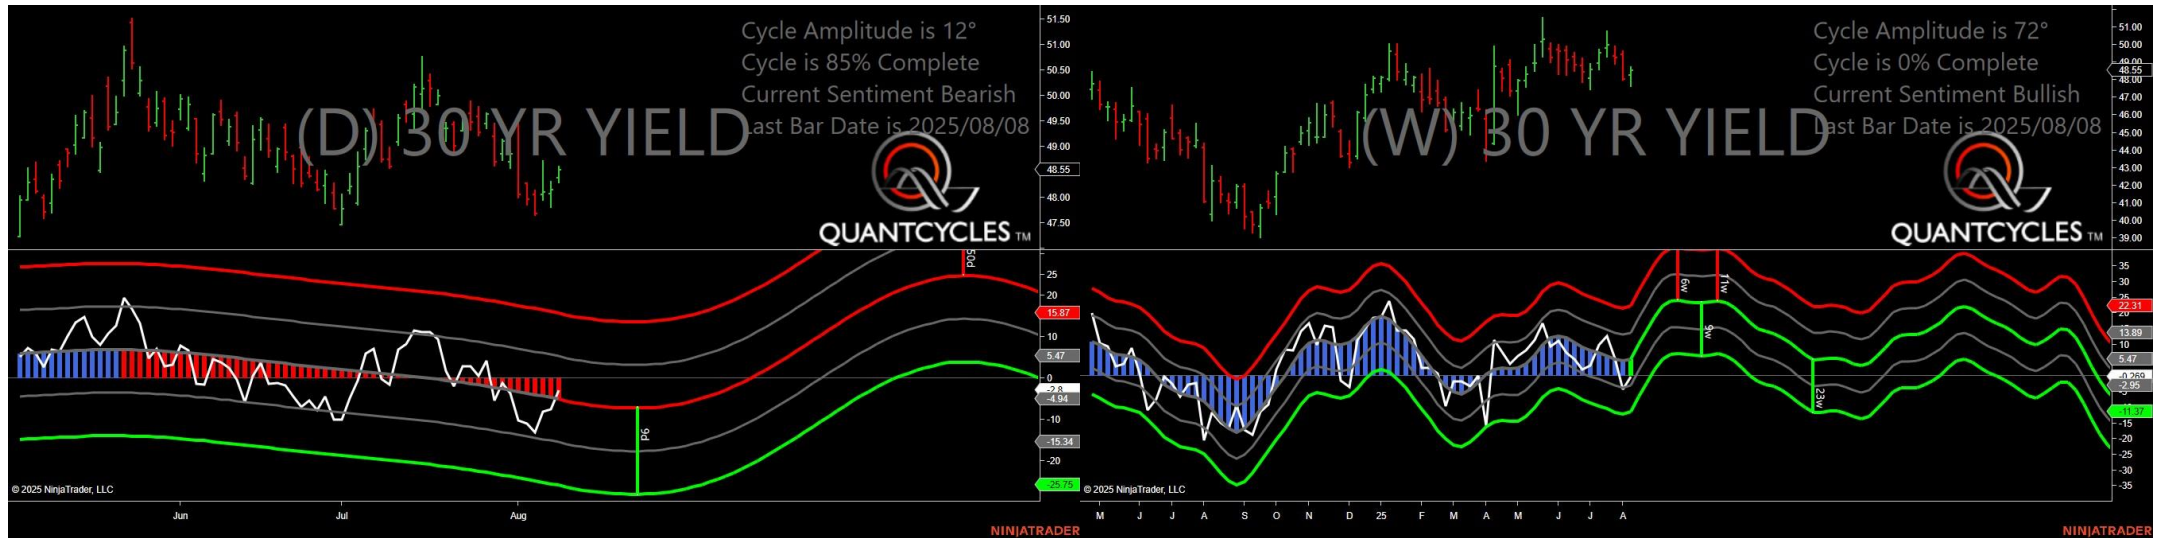 Cycle Amplitude is 12°
Cycle is 85% Complete
Current Sentiment Bearish
Last Bar Date is 2025/08/08
(D) 30 YR YIELD
QUANTCYCLES TM
51.50
51.00
50.50
50.00
49.50
49.00
48.55
48.00
47.50
50d
9d
25
20
15.87
10
5.47
0
-2.8
-4.94
-10
-15.34
-20
-25.75
© 2025 NinjaTrader, LLC
Jun
Jul
Aug
NINJATRADER
Cycle Amplitude is 72°
Cycle is 0% Complete
Current Sentiment Bullish
Last Bar Date is 2025/08/08
(W) 30 YR YIELD
QUANTCYCLES TM
51.00
50.00
49.00
48.55
48.00
47.00
46.00
45.00
44.00
43.00
42.00
41.00
40.00
39.00
6w
11w
9w
23w
35
30
25
22.31
20
13.89
10
5.47
-0.269
-2.95
-5
-11.37
-15
-20
-25
-30
-35
© 2025 NinjaTrader, LLC
M J J A S O N D 25 F M A M J J A
NINJATRADER